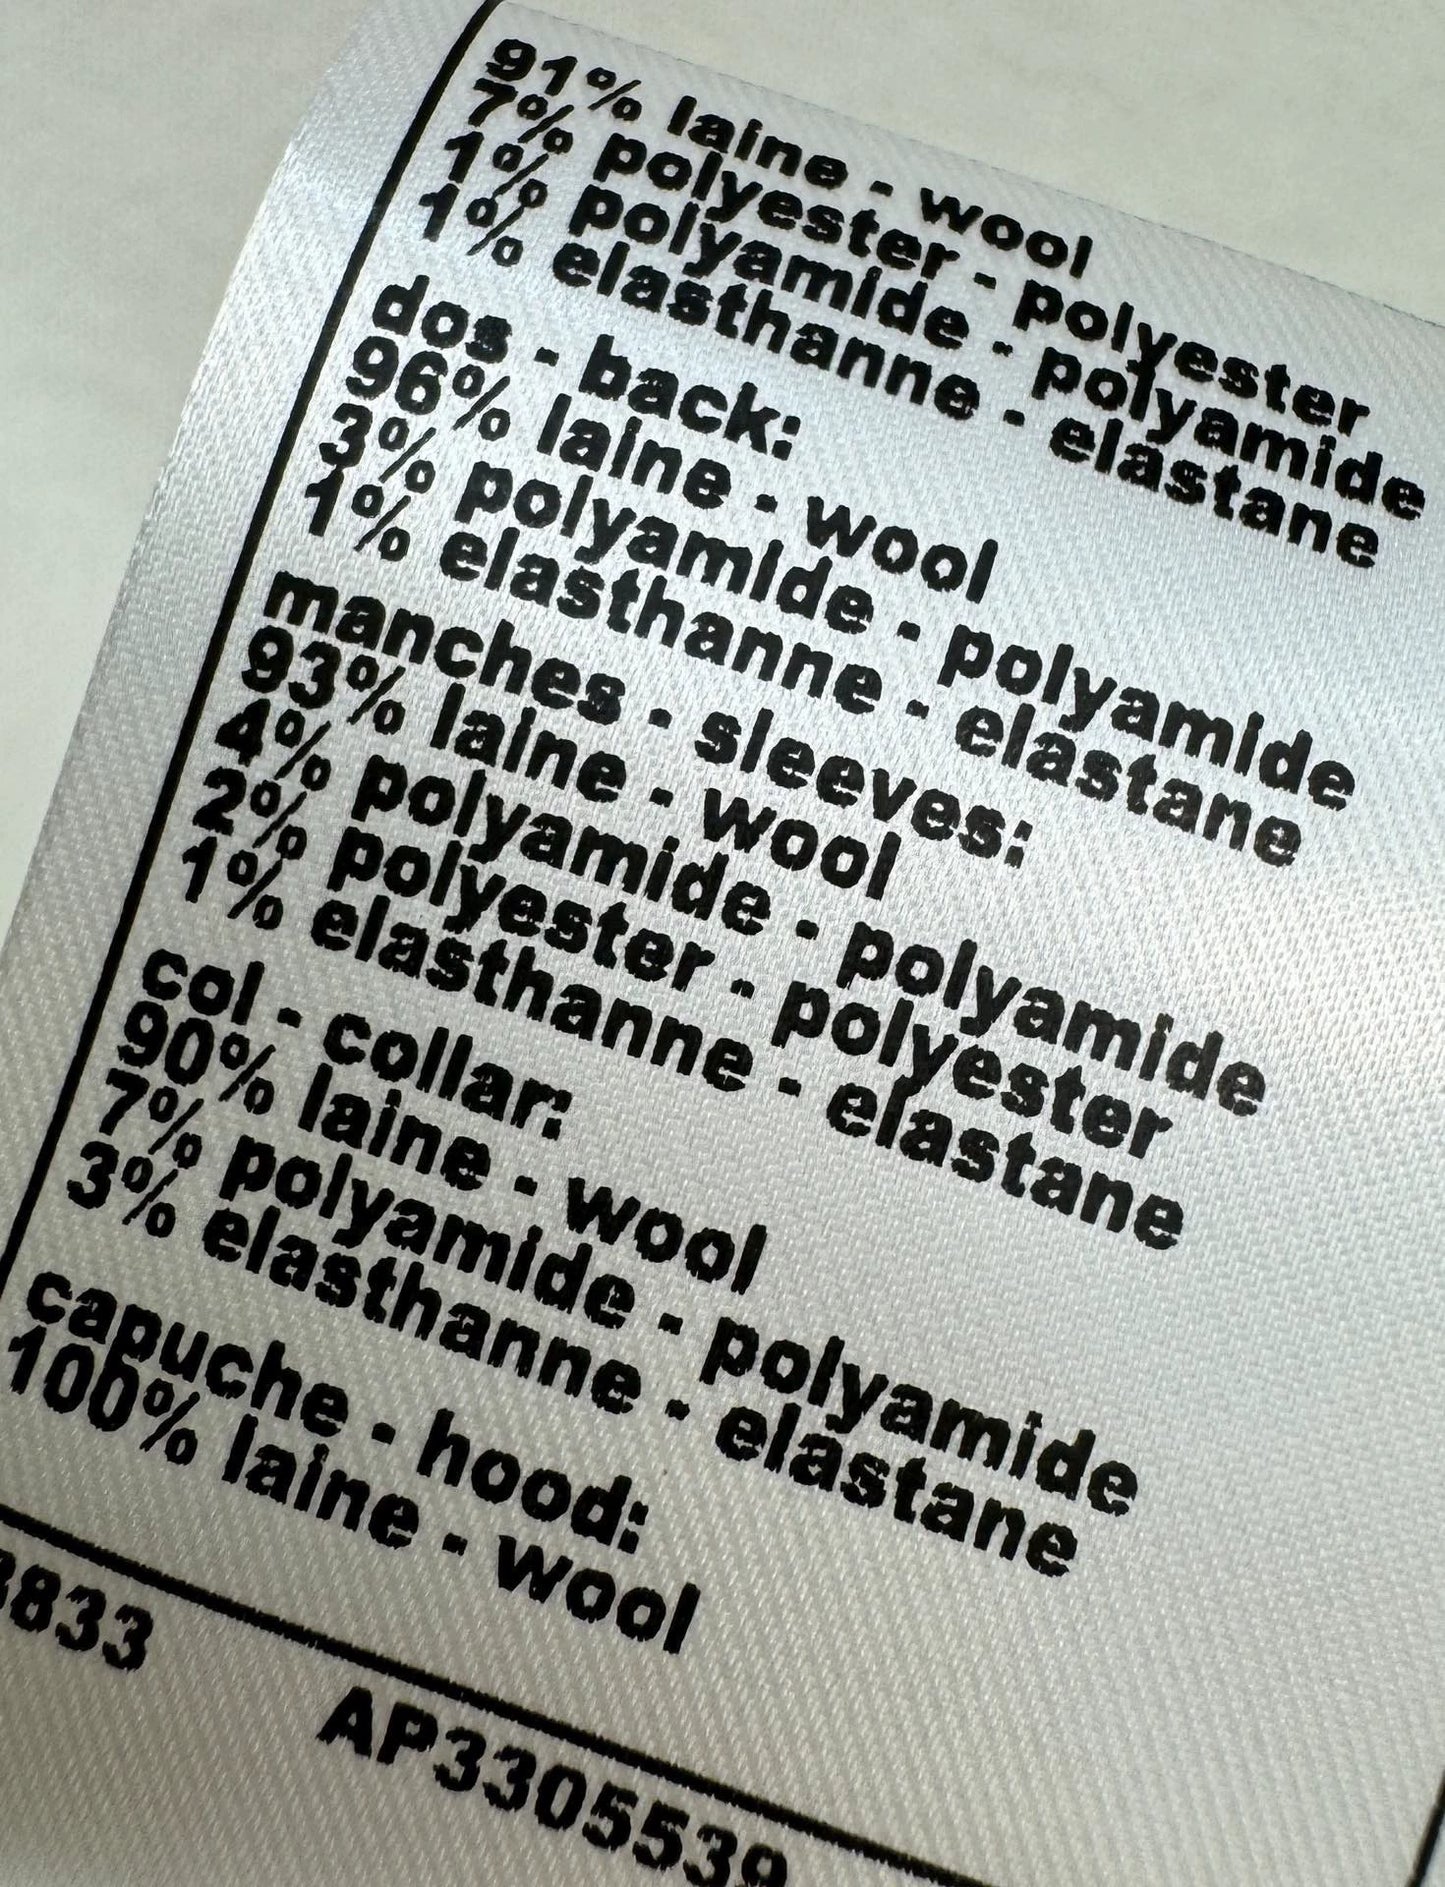 91% laine - wool
7% polyester - polyester
1% polyamide - polyamide
1% elasthanne - elastane
dos - back:
96% laine - wool
3% polyamide - polyamide
1% elasthanne - elastane
manches - sleeves:
93% laine - wool
4% polyamide - polyamide
2% polyester - polyester
1% elasthanne - elastane
col - collar:
90% laine - wool
7% polyamide - polyamide
3% elasthanne - elastane
capuche - hood:
100% laine - wool
833 AP3305539